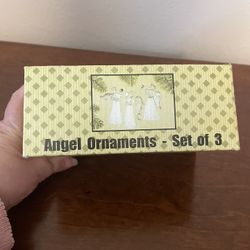 Angel Ornaments - Set of 3